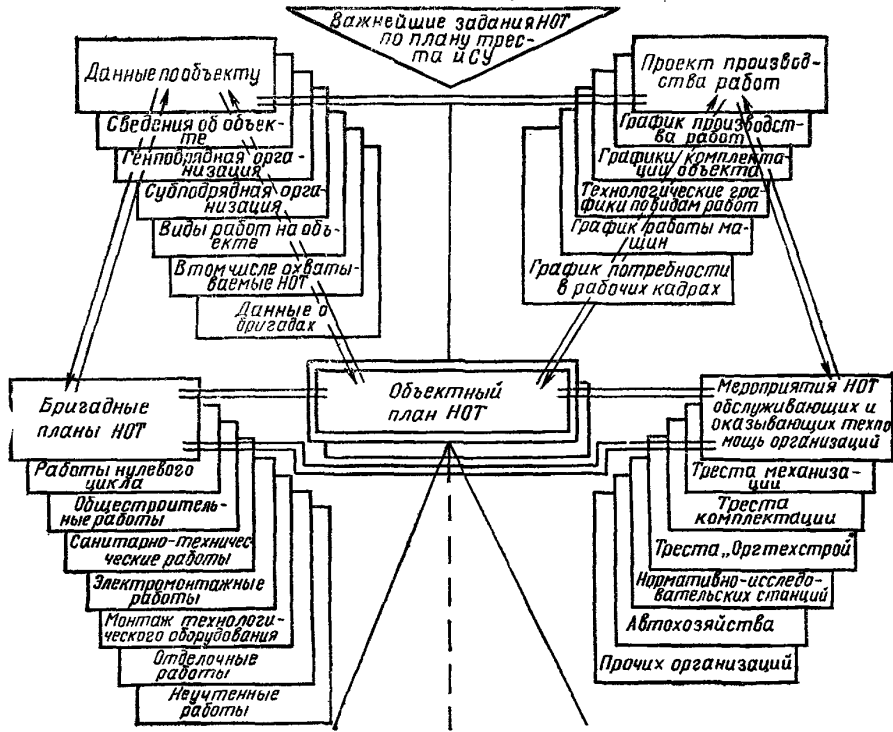 Важнейшие задания НОТ
по плану трес-
та и СУ
Данные по объекту
Сведения об объек-
те
Генподрядная орга-
низация
Субподрядная орга-
низация
Виды работ на объ-
екте
В том числе охваты-
ваемые НОТ
Данные о
бригадах
Проект производ-
ства работ
График производст-
ва работ
Графики комплекта-
ции объекта
Технологические гра-
фики по видам работ
График работы ма-
шин
График потребности
в рабочих кадрах
Бригадные
планы НОТ
Работы нулевого
цикла
Общестроитель-
ные работы
Санитарно-техничес-
ческие работы
Электромонтажные
работы
Монтаж технологи-
ческого оборудования
Отделочные
работы
Неучтенные
работы
Объектный
план НОТ
Мероприятия НОТ
обслуживающих и
оказывающих техпо
мощь организаций
Треста механиза-
ции
Треста
комплектации
Треста „Оргтехстрой"
Нормативно-исследо-
вательских станций
Автохозяйства
Прочих организаций